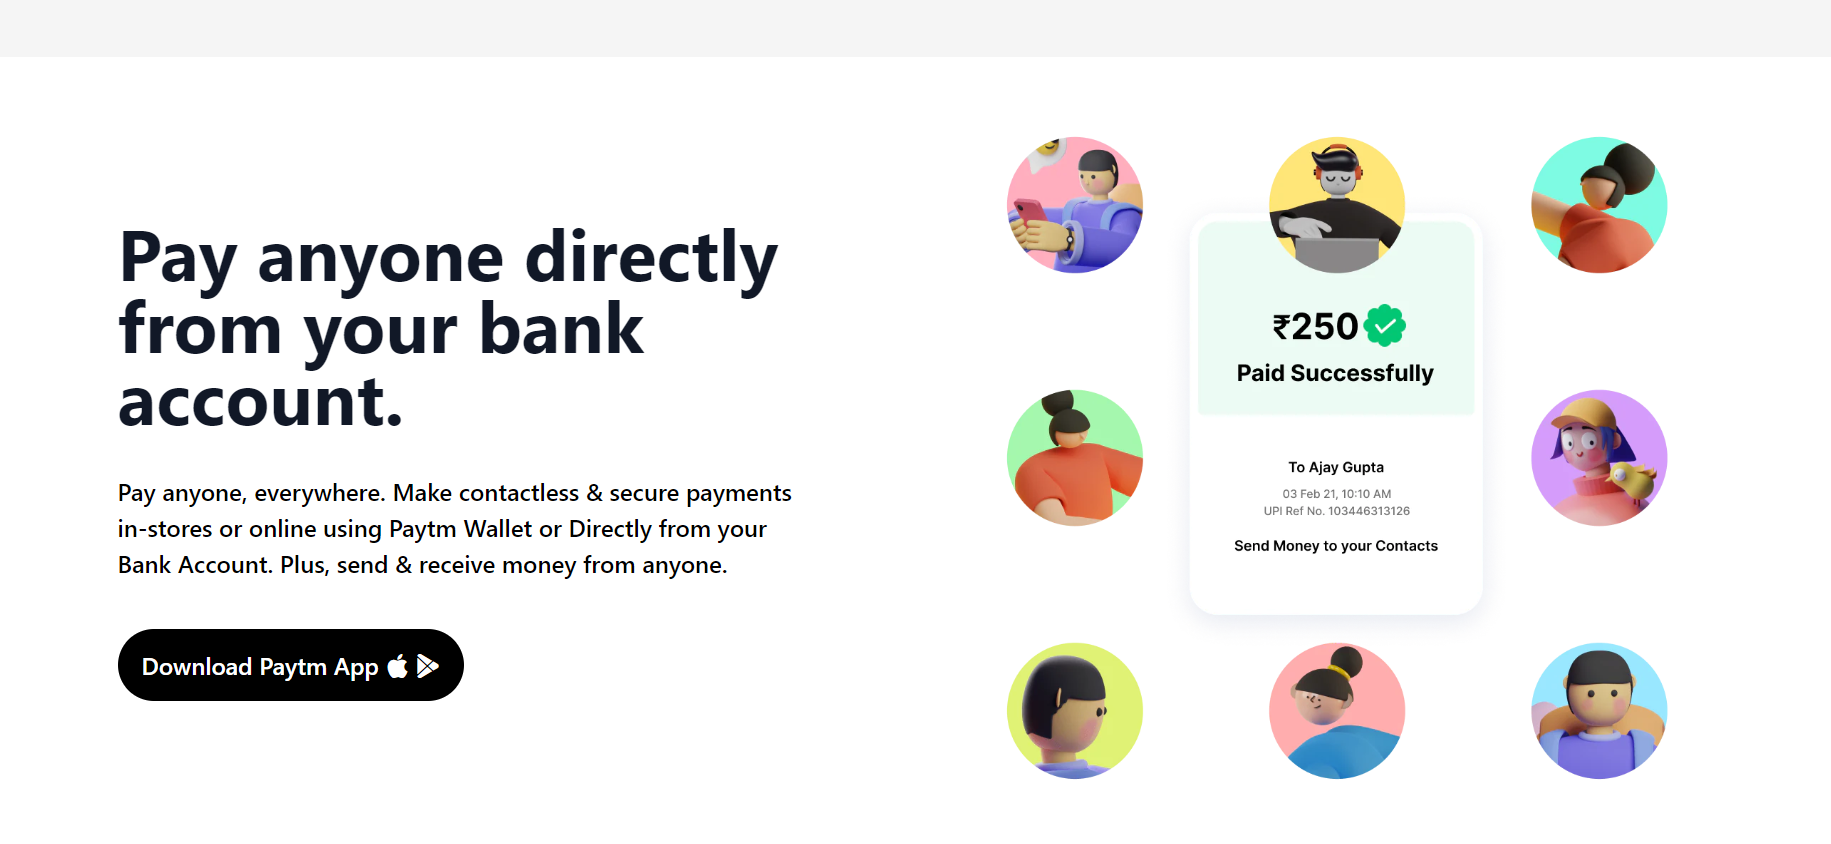 Pay anyone directly
from your bank
account.
Pay anyone, everywhere. Make contactless & secure payments
in-stores or online using Paytm Wallet or Directly from your
Bank Account. Plus, send & receive money from anyone.
Download Paytm App
₹250
Paid Successfully
To Ajay Gupta
03 Feb 21, 10:10 AM
UPI Ref No. 103446313126
Send Money to your Contacts